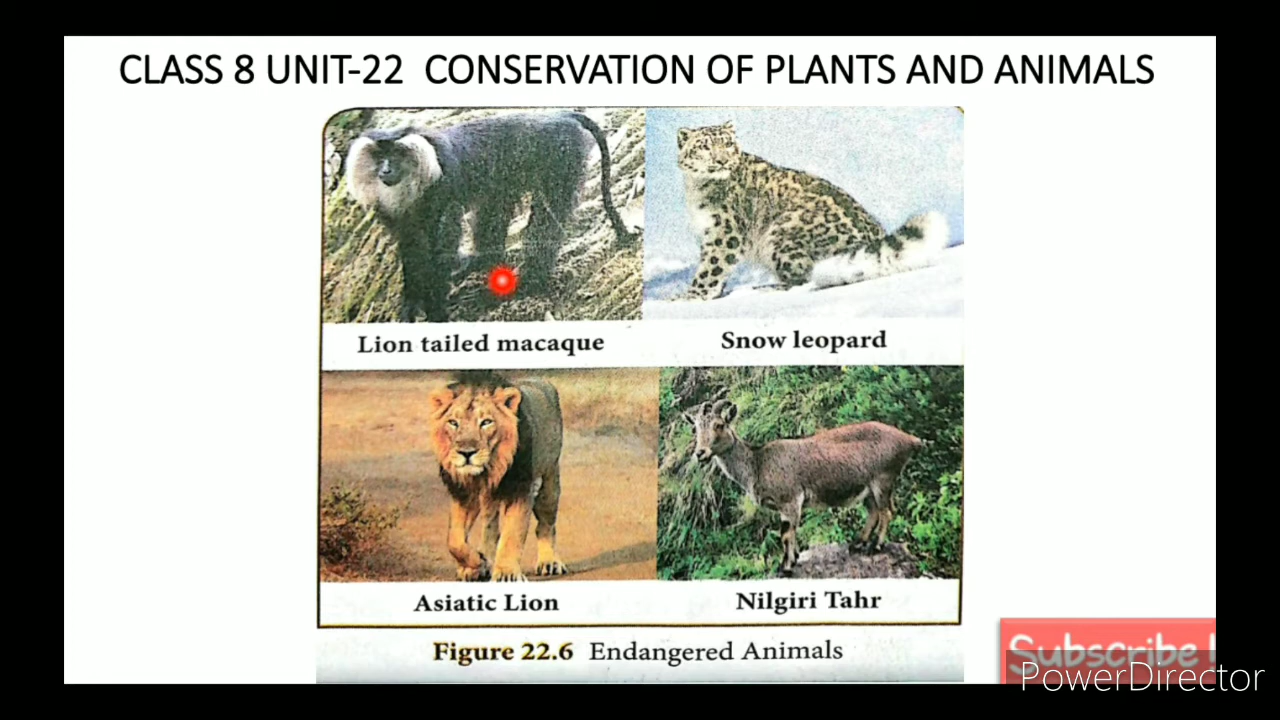 CLASS 8 UNIT-22 CONSERVATION OF PLANTS AND ANIMALS
Lion tailed macaque
Snow leopard
Asiatic Lion
Nilgiri Tahr
Figure 22.6 Endangered Animals
Subscribe !
PowerDirector